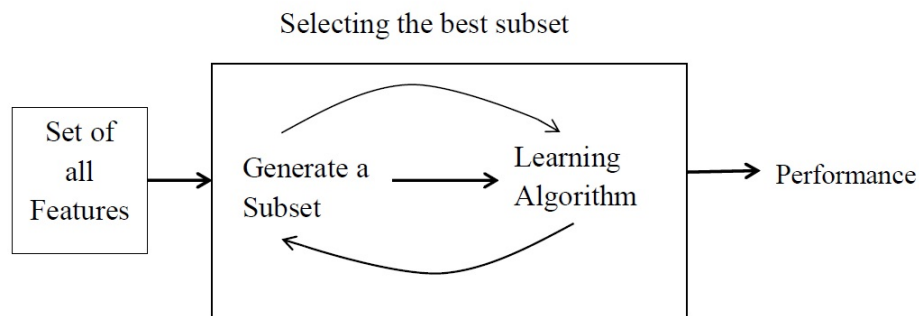 Selecting the best subset
Set of
all
Features
Generate a
Subset
Learning
Algorithm
Performance